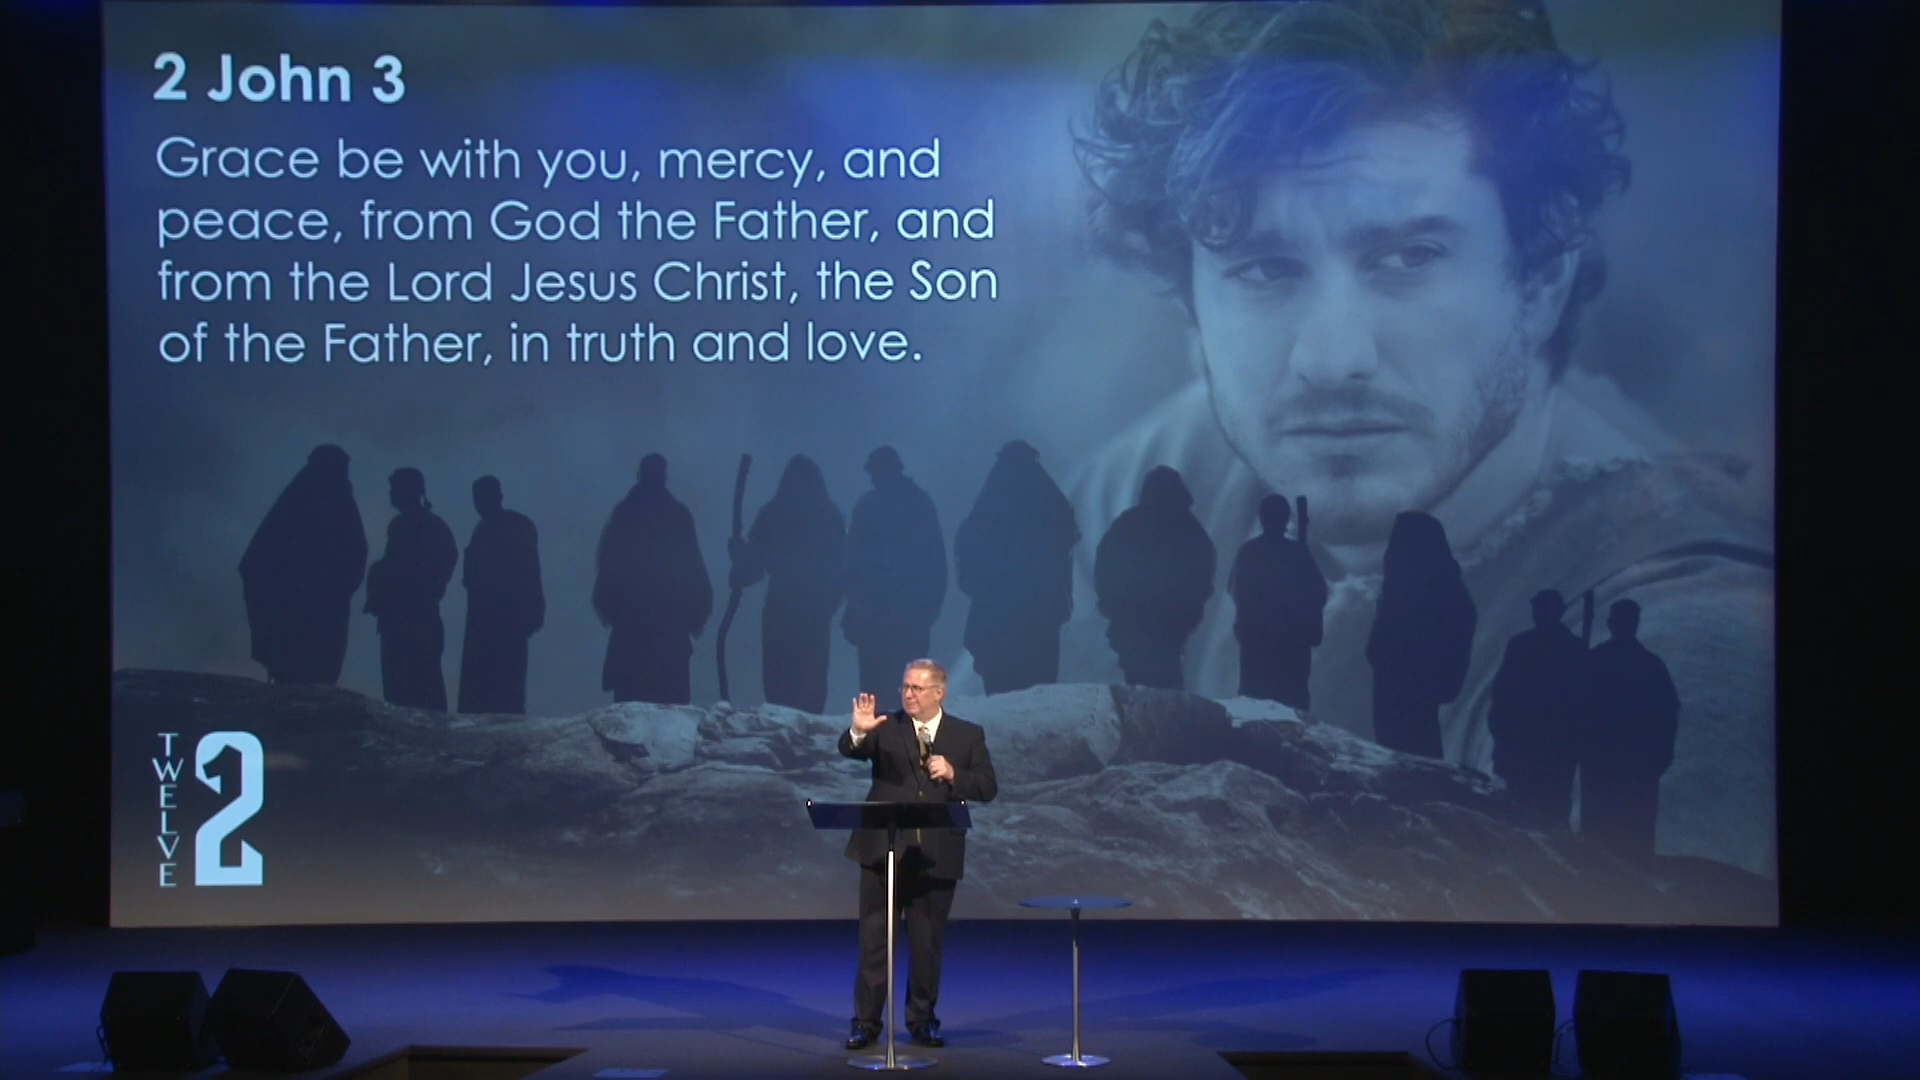 2 John 3
Grace be with you, mercy, and
peace, from God the Father, and
from the Lord Jesus Christ, the Son
of the Father, in truth and love.
TWELVE
12